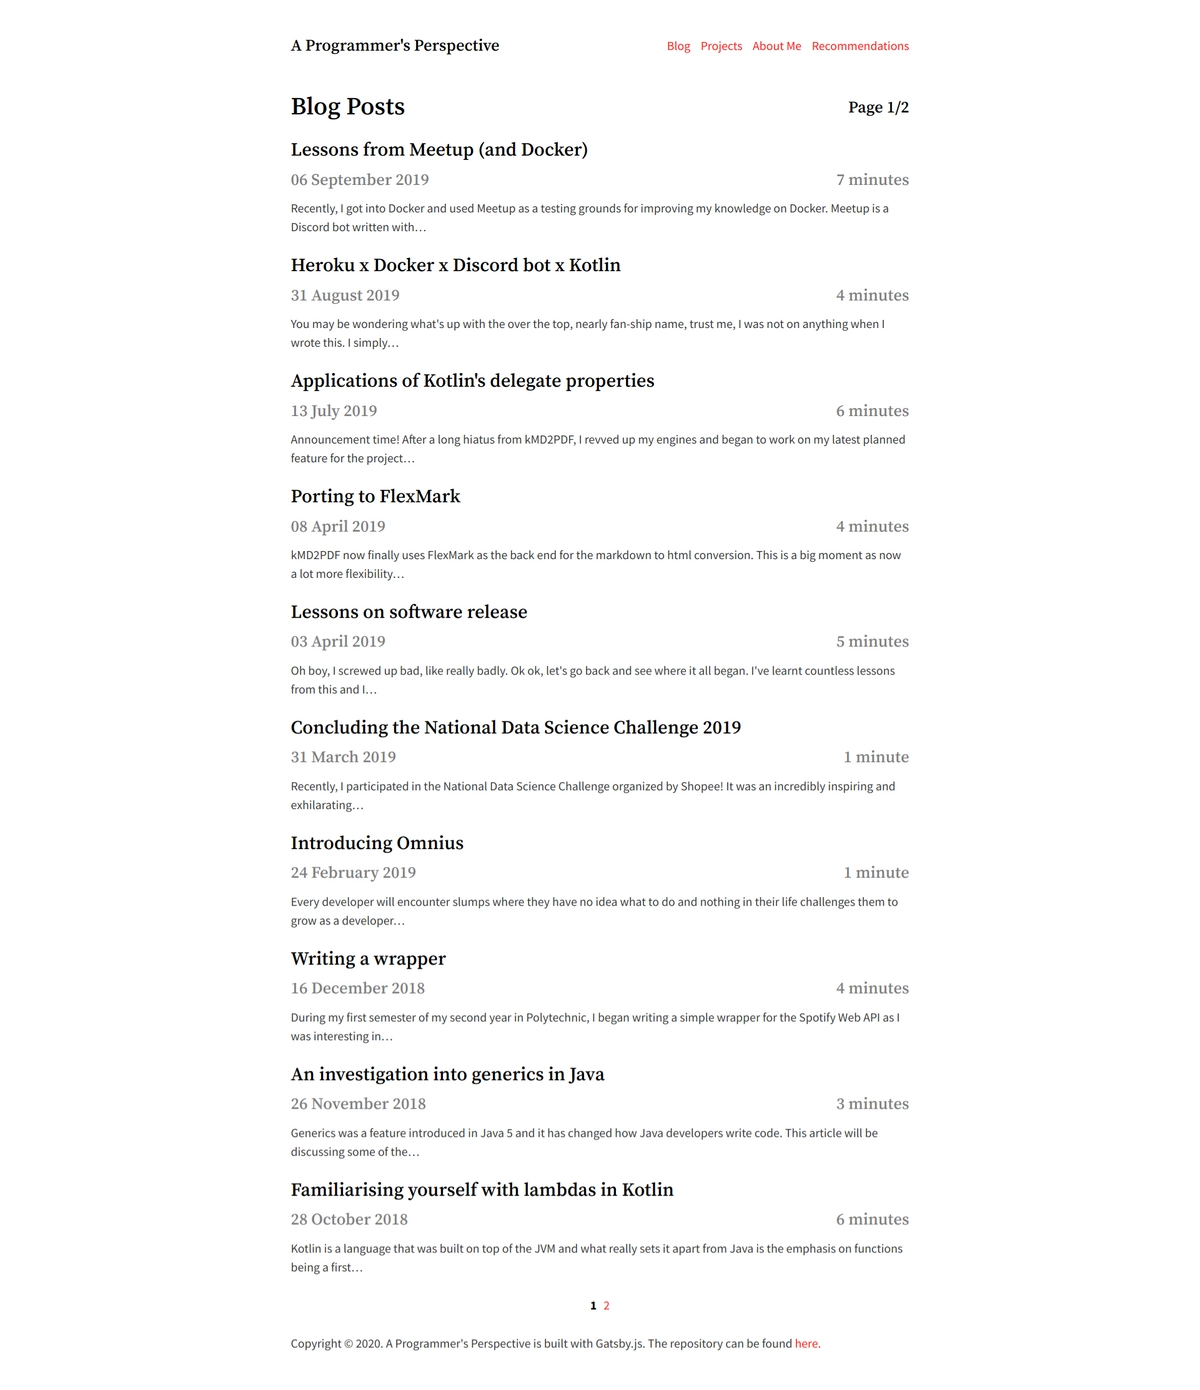 A Programmer's Perspective
Blog Projects About Me Recommendations
Blog Posts
Page 1/2
Lessons from Meetup (and Docker)
06 September 2019
7 minutes
Recently, I got into Docker and used Meetup as a testing grounds for improving my knowledge on Docker. Meetup is a
Discord bot written with…
Heroku x Docker x Discord bot x Kotlin
31 August 2019
4 minutes
You may be wondering what's up with the over the top, nearly fan-ship name, trust me, I was not on anything when I
wrote this. I simply…
Applications of Kotlin's delegate properties
13 July 2019
6 minutes
Announcement time! After a long hiatus from kMD2PDF, I revved up my engines and began to work on my latest planned
feature for the project…
Porting to FlexMark
08 April 2019
4 minutes
kMD2PDF now finally uses FlexMark as the back end for the markdown to html conversion. This is a big moment as now
a lot more flexibility…
Lessons on software release
03 April 2019
5 minutes
Oh boy, I screwed up bad, like really badly. Ok ok, let's go back and see where it all began. I've learnt countless lessons
from this and I…
Concluding the National Data Science Challenge 2019
31 March 2019
1 minute
Recently, I participated in the National Data Science Challenge organized by Shopee! It was an incredibly inspiring and
exhilarating…
Introducing Omnius
24 February 2019
1 minute
Every developer will encounter slumps where they have no idea what to do and nothing in their life challenges them to
grow as a developer…
Writing a wrapper
16 December 2018
4 minutes
During my first semester of my second year in Polytechnic, I began writing a simple wrapper for the Spotify Web API as I
was interesting in…
An investigation into generics in Java
26 November 2018
3 minutes
Generics was a feature introduced in Java 5 and it has changed how Java developers write code. This article will be
discussing some of the…
Familiarising yourself with lambdas in Kotlin
28 October 2018
6 minutes
Kotlin is a language that was built on top of the JVM and what really sets it apart from Java is the emphasis on functions
being a first…
1 2
Copyright © 2020. A Programmer's Perspective is built with Gatsby.js. The repository can be found here.